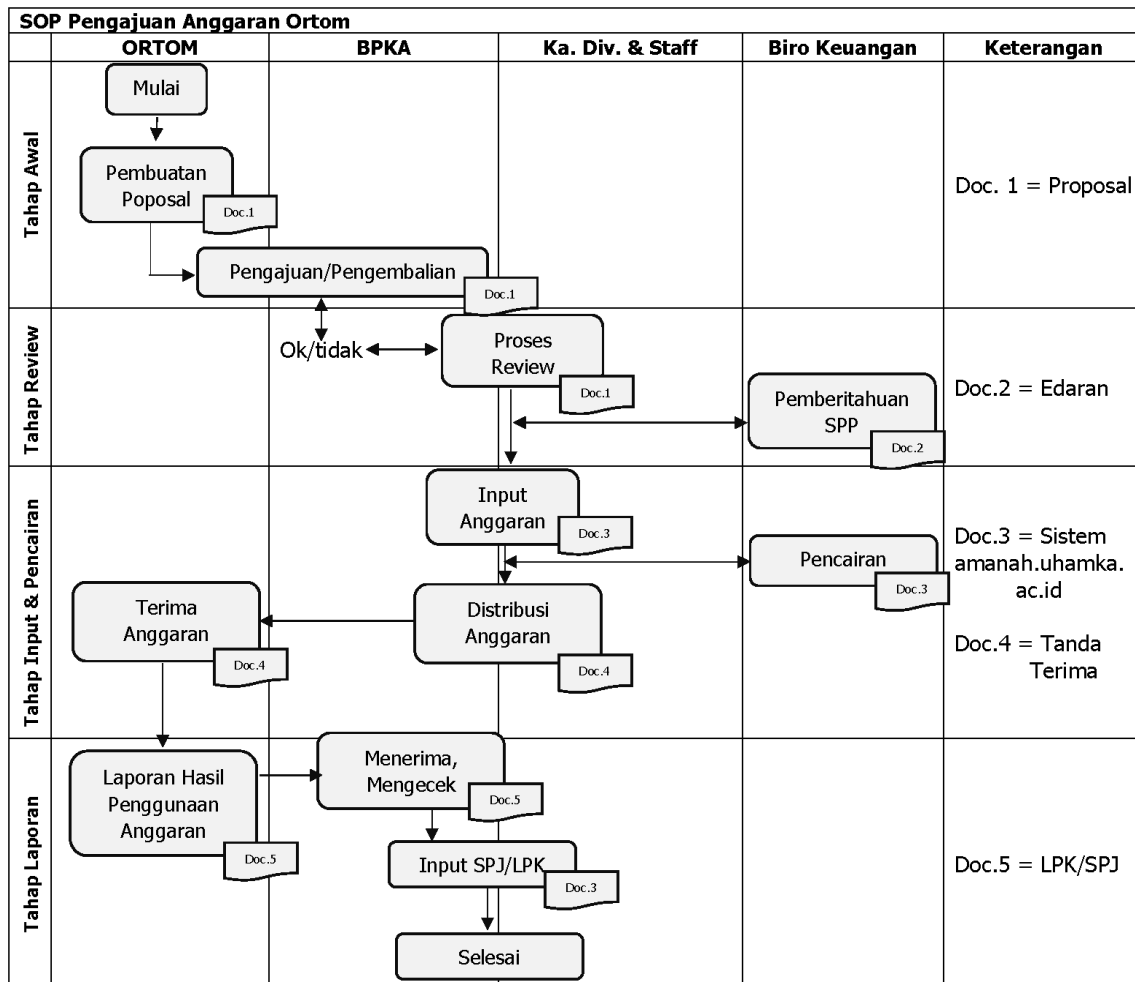 SOP Pengajuan Anggaran Ortom
ORTOM
BPKA
Ka. Div. & Staff
Biro Keuangan
Keterangan
Tahap Awal
Mulai
Pembuatan
Poposal
Doc.1
Pengajuan/Pengembalian
Doc.1
Doc. 1 = Proposal
Tahap Review
Ok/tidak
Proses
Review
Doc.1
Pemberitahuan
SPP
Doc.2
Doc.2 = Edaran
Tahap Input & Pencairan
Input
Anggaran
Doc.3
Pencairan
Doc.3
Terima
Anggaran
Doc.4
Distribusi
Anggaran
Doc.4
Doc.3 = Sistem
amanah.uhamka.
ac.id
Doc.4 = Tanda
Terima
Tahap Laporan
Laporan Hasil
Penggunaan
Anggaran
Doc.5
Menerima,
Mengecek
Doc.5
Input SPJ/LPK
Doc.3
Selesai
Doc.5 = LPK/SPJ